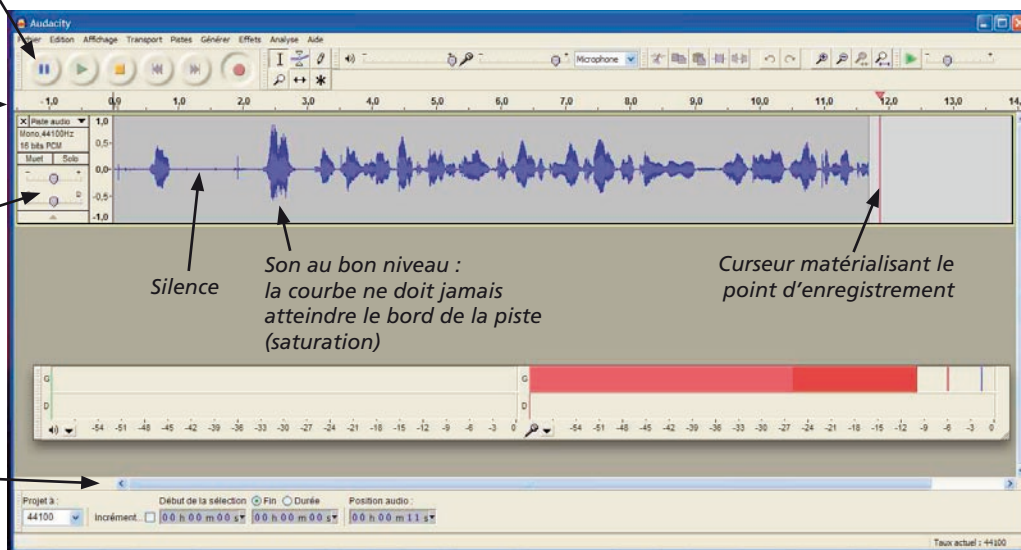 Audacity
Fichier Edition Affichage Transport Pistes Générer Effets Analyse Aide
Microphone
- 1,0 0,0 1,0 2,0 3,0 4,0 5,0 6,0 7,0 8,0 9,0 10,0 11,0 12,0 13,0 14,
X Piste audio 1,0
Mono,44100Hz
16 bits PCM 0,5
Muet Solo
- + 0,0
G D -0,5
-1,0
Silence
Son au bon niveau :
la courbe ne doit jamais
atteindre le bord de la piste
(saturation)
Curseur matérialisant le
point d'enregistrement
G G
D D
-54 -51 -48 -45 -42 -39 -36 -33 -30 -27 -24 -21 -18 -15 -12 -9 -6 -3 0 -54 -51 -48 -45 -42 -39 -36 -33 -30 -27 -24 -21 -18 -15 -12 -9 -6 -3 0
Projet à : Début de la sélection Fin Durée Position audio :
44100 Incrément... 00 h 00 m 00 s 00 h 00 m 00 s 00 h 00 m 11 s
Taux actuel : 44100